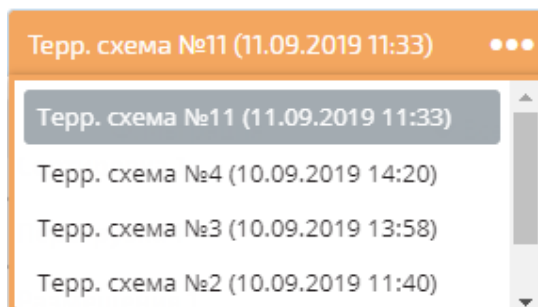 Терр. схема №11 (11.09.2019 11:33)
Терр. схема №11 (11.09.2019 11:33)
Терр. схема №4 (10.09.2019 14:20)
Терр. схема №3 (10.09.2019 13:58)
Терр. схема №2 (10.09.2019 11:40)